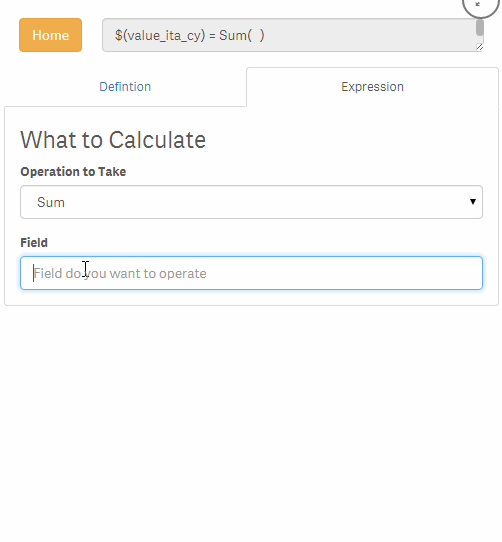 Home
$(value_ita_cy) = Sum(  )
Defintion
Expression
What to Calculate
Operation to Take
Sum
Field
Field do you want to operate